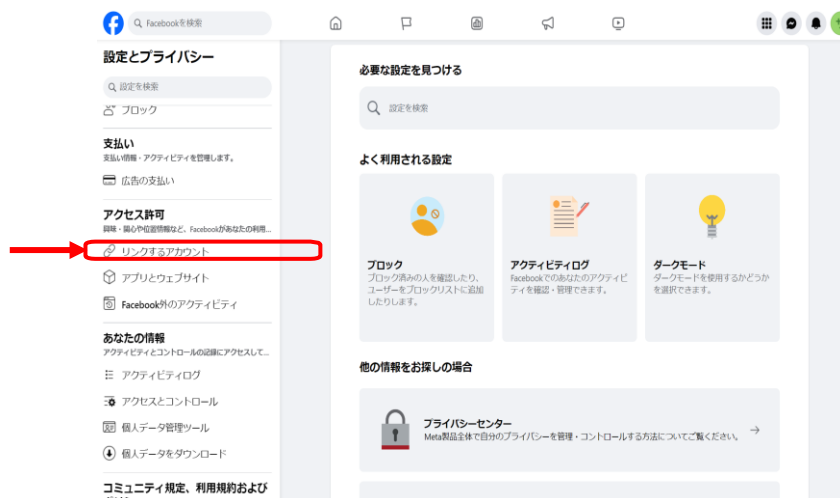 Facebookを検索
設定とプライバシー
設定を検索
ブロック
支払い
支払い情報・アクティビティを管理します。
広告の支払い
アクセス許可
興味・関心や位置情報など、Facebookがあなたの利用...
リンクするアカウント
アプリとウェブサイト
Facebook外のアクティビティ
あなたの情報
アクティビティとコントロールの記録にアクセスして...
アクティビティログ
アクセスとコントロール
個人データ管理ツール
個人データをダウンロード
コミュニティ規定、利用規約および
必要な設定を見つける
設定を検索
よく利用される設定
ブロック
ブロック済みの人を確認したり、
ユーザーをブロックリストに追加
したりします。
アクティビティログ
Facebookでのあなたのアクティビ
ティを確認・管理できます。
ダークモード
ダークモードを使用するかどうか
を選択できます。
他の情報をお探しの場合
プライバシーセンター
Meta製品全体で自分のプライバシーを管理・コントロールする方法についてご覧ください。